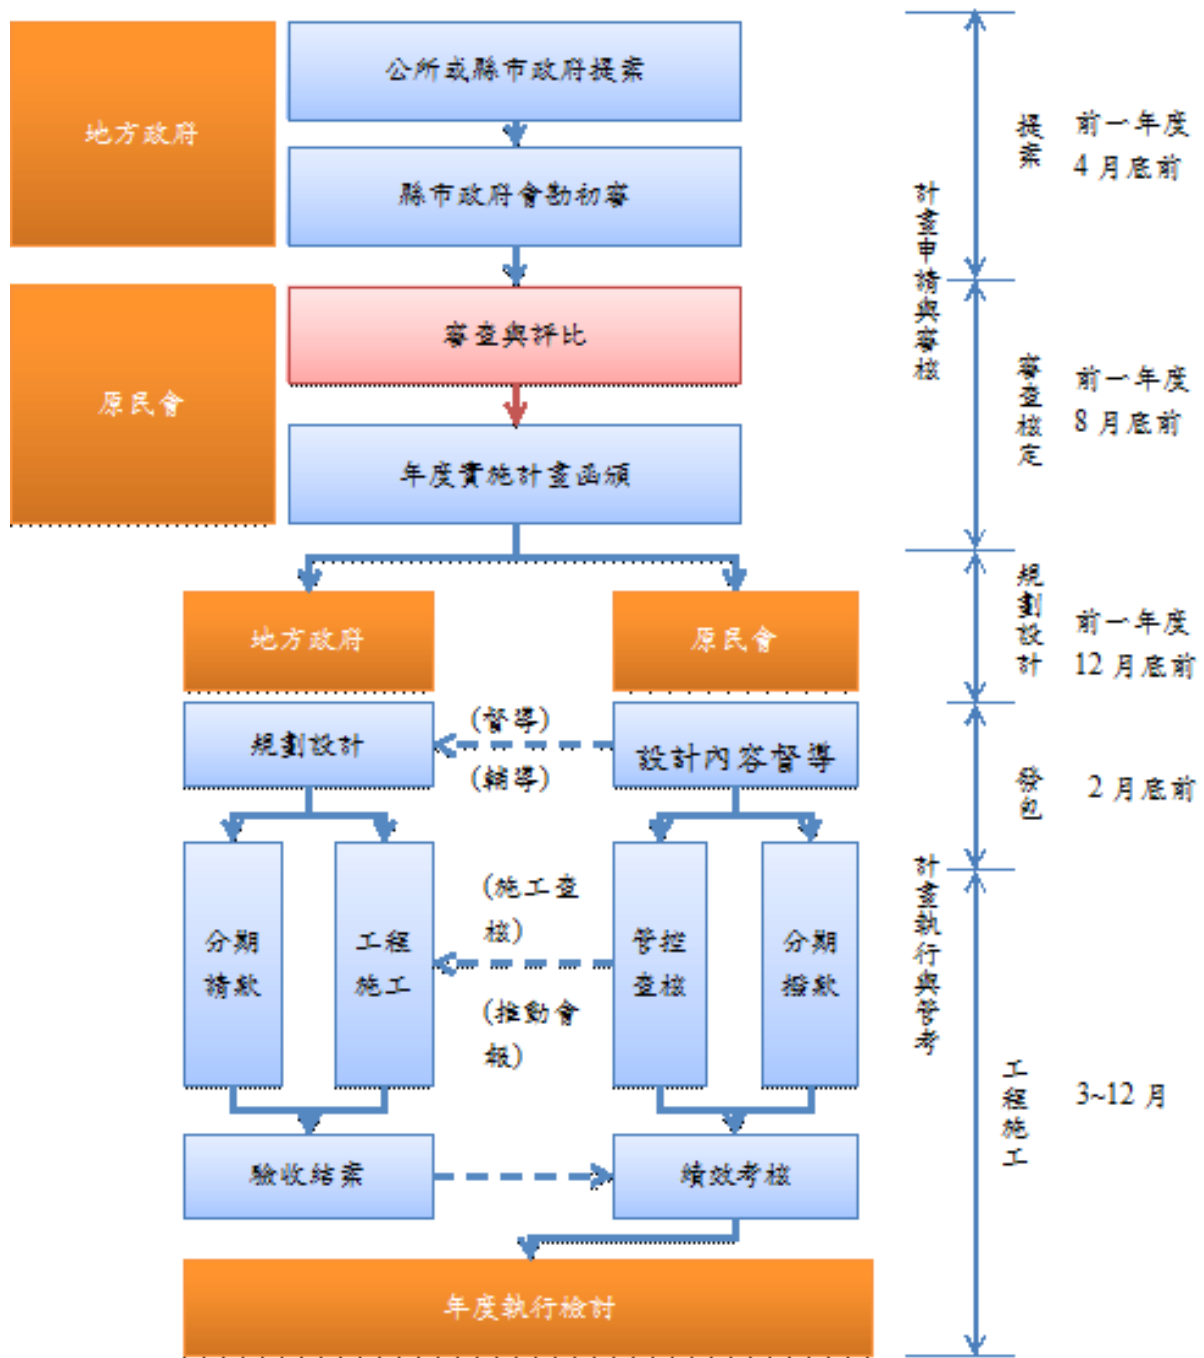 地方政府
公所或縣市政府提案
縣市政府會勘初審
原民會
審查與評比
年度實施計畫函頒
地方政府
原民會
規劃設計
(督導)
(輔導)
設計內容督導
分期
請款
工程
施工
(施工查
核)
(推動會
報)
管控
查核
分期
撥款
驗收結案
績效考核
年度執行檢討
計畫申請與審核
提案
前一年度
4月底前
審查核定
前一年度
8月底前
規劃設計
前一年度
12月底前
發包
2月底前
計畫執行與管考
工程施工
3~12月